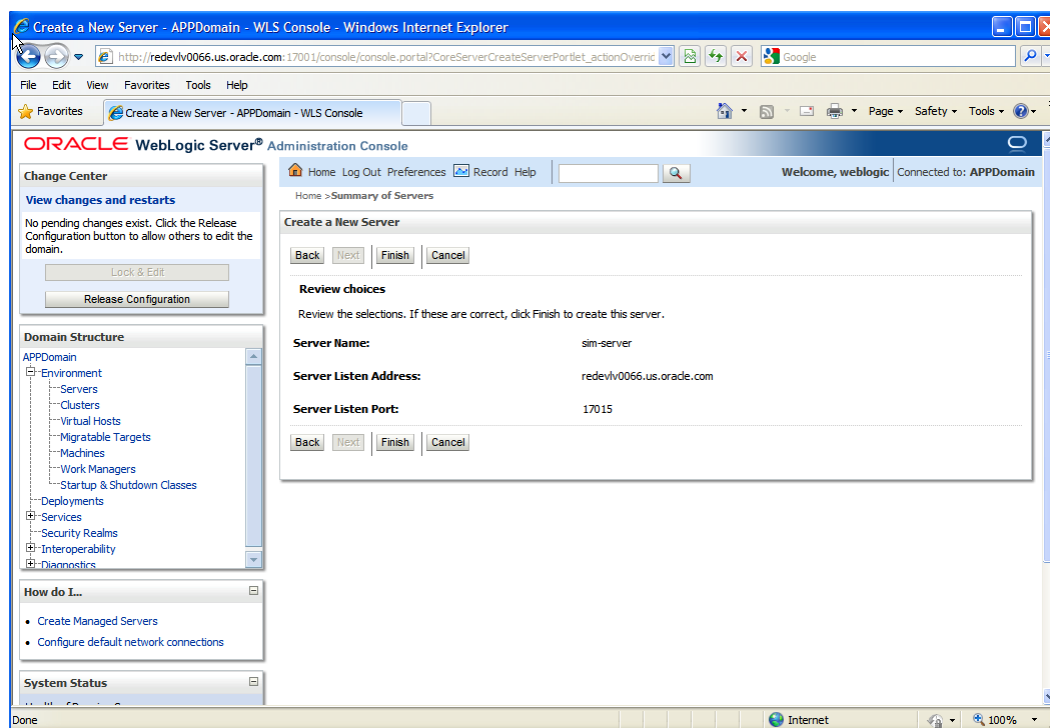 Create a New Server - APPDomain - WLS Console - Windows Internet Explorer
http://redevlv0066.us.oracle.com:17001/console/console.portal?CoreServerCreateServerPortlet_actionOverric
Google
File Edit View Favorites Tools Help
Favorites
Create a New Server - APPDomain - WLS Console
Page Safety Tools
ORACLE WebLogic Server® Administration Console
Change Center
View changes and restarts
No pending changes exist. Click the Release
Configuration button to allow others to edit the
domain.
Lock & Edit
Release Configuration
Domain Structure
APPDomain
Environment
Servers
Clusters
Virtual Hosts
Migratable Targets
Machines
Work Managers
Startup & Shutdown Classes
Deployments
Services
Security Realms
Interoperability
Diagnostics
How do I...
Create Managed Servers
Configure default network connections
System Status
Home Log Out Preferences Record Help
Welcome, weblogic Connected to: APPDomain
Home >Summary of Servers
Create a New Server
Back Next Finish Cancel
Review choices
Review the selections. If these are correct, click Finish to create this server.
Server Name: sim-server
Server Listen Address: redevlv0066.us.oracle.com
Server Listen Port: 17015
Back Next Finish Cancel
Done Internet 100%